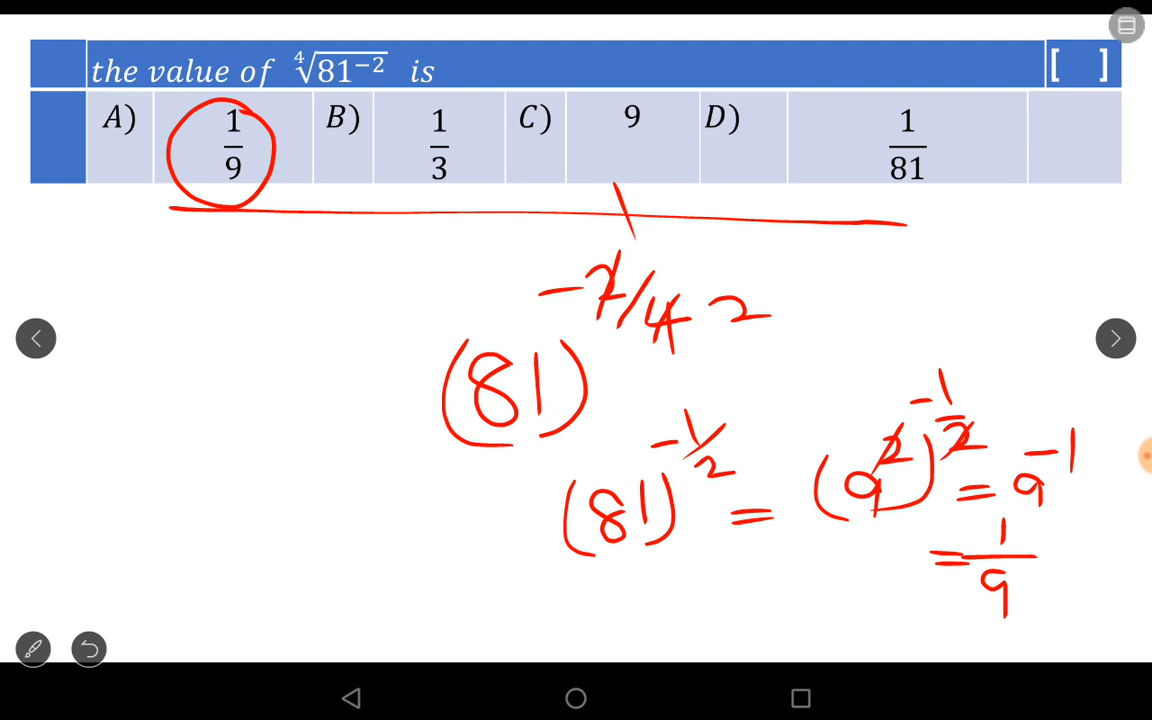 the value of ⁴√81⁻² is [ ]
A) 1/9 B) 1/3 C) 9 D) 1/81
(81)^-2/4 2
(81)^-1/2 = (9²)^-1/2 = 9^-1
= 1/9